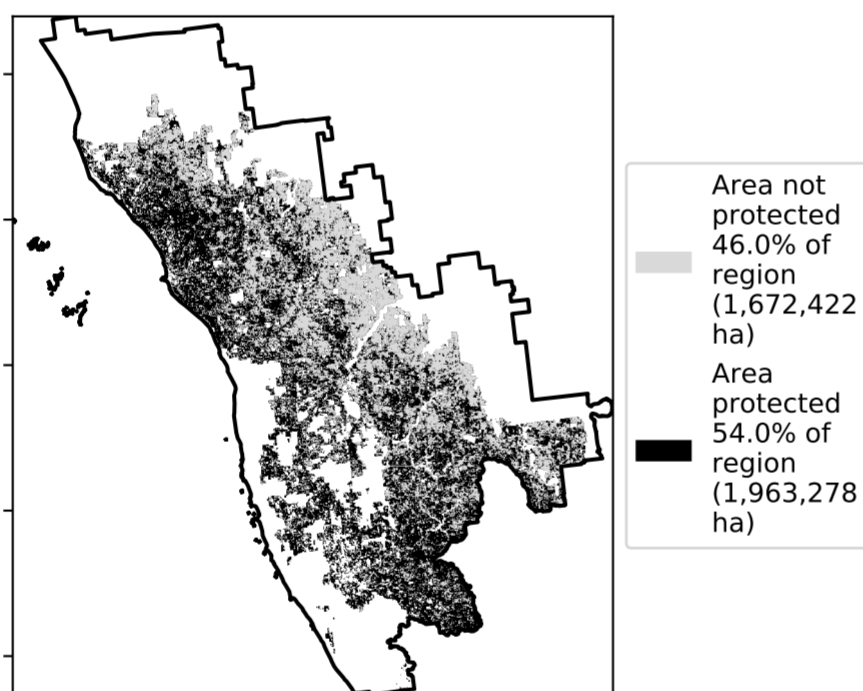 Area not
protected
46.0% of
region
(1,672,422
ha)
Area
protected
54.0% of
region
(1,963,278
ha)